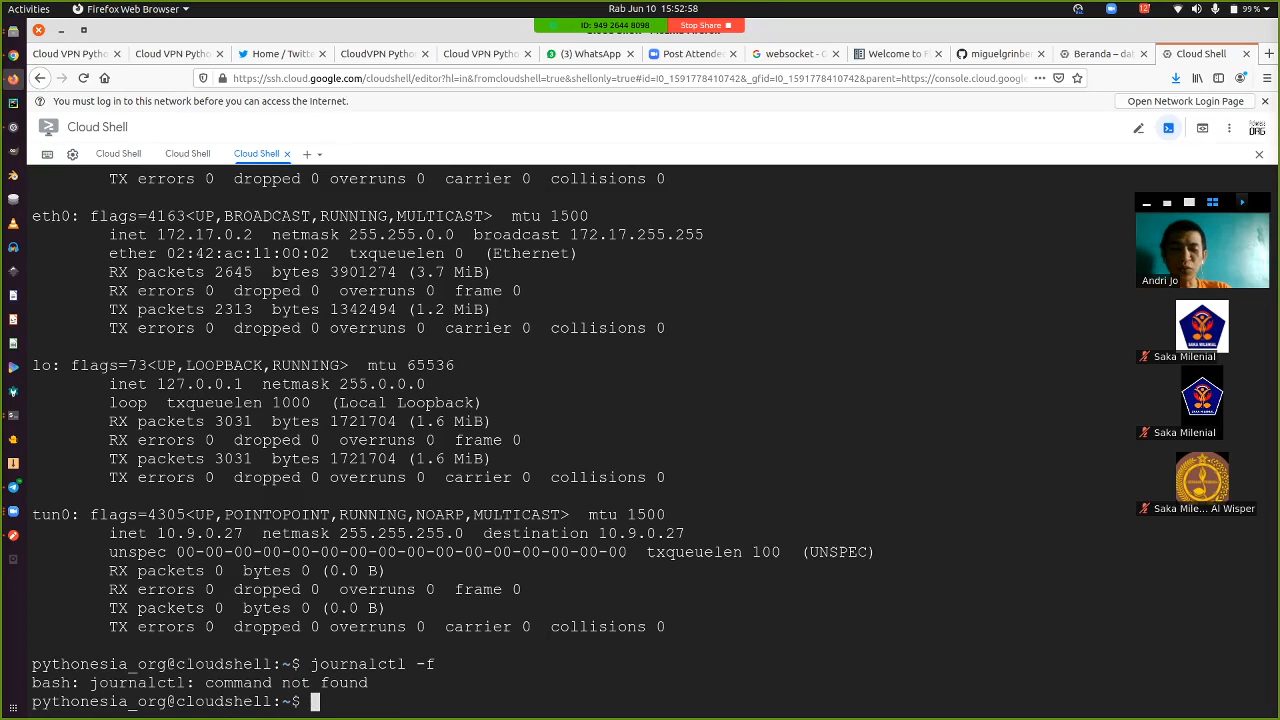 Activities
Firefox Web Browser
Rab Jun 10 15:52:58
12
99 %
ID: 949 2644 8098
Stop Share
Cloud VPN Pytho
Cloud VPN Pytho
Home / Twitte
CloudVPN Pytho
Cloud VPN Pytho
(3) WhatsApp
Post Attende
websocket - G
Welcome to Fl
miguelgrinbe
Beranda – dat
Cloud Shell
https://ssh.cloud.google.com/cloudshell/editor?hl=in&fromcloudshell=true&shellonly=true#id=I0_1591778410742&_gfid=I0_1591778410742&parent=https://console.cloud.google
You must log in to this network before you can access the Internet.
Open Network Login Page
Cloud Shell
Cloud Shell
Cloud Shell
Cloud Shell
TX errors 0 dropped 0 overruns 0 carrier 0 collisions 0
eth0: flags=4163<UP,BROADCAST,RUNNING,MULTICAST> mtu 1500
inet 172.17.0.2 netmask 255.255.0.0 broadcast 172.17.255.255
ether 02:42:ac:11:00:02 txqueuelen 0 (Ethernet)
RX packets 2645 bytes 3901274 (3.7 MiB)
RX errors 0 dropped 0 overruns 0 frame 0
TX packets 2313 bytes 1342494 (1.2 MiB)
TX errors 0 dropped 0 overruns 0 carrier 0 collisions 0
lo: flags=73<UP,LOOPBACK,RUNNING> mtu 65536
inet 127.0.0.1 netmask 255.0.0.0
loop txqueuelen 1000 (Local Loopback)
RX packets 3031 bytes 1721704 (1.6 MiB)
RX errors 0 dropped 0 overruns 0 frame 0
TX packets 3031 bytes 1721704 (1.6 MiB)
TX errors 0 dropped 0 overruns 0 carrier 0 collisions 0
tun0: flags=4305<UP,POINTOPOINT,RUNNING,NOARP,MULTICAST> mtu 1500
inet 10.9.0.27 netmask 255.255.255.0 destination 10.9.0.27
unspec 00-00-00-00-00-00-00-00-00-00-00-00-00-00-00-00 txqueuelen 100 (UNSPEC)
RX packets 0 bytes 0 (0.0 B)
RX errors 0 dropped 0 overruns 0 frame 0
TX packets 0 bytes 0 (0.0 B)
TX errors 0 dropped 0 overruns 0 carrier 0 collisions 0
pythonesia_org@cloudshell:~$ journalctl -f
bash: journalctl: command not found
pythonesia_org@cloudshell:~$
Andri Jo
Saka Milenial
Saka Milenial
Saka Mile... Al Wisper